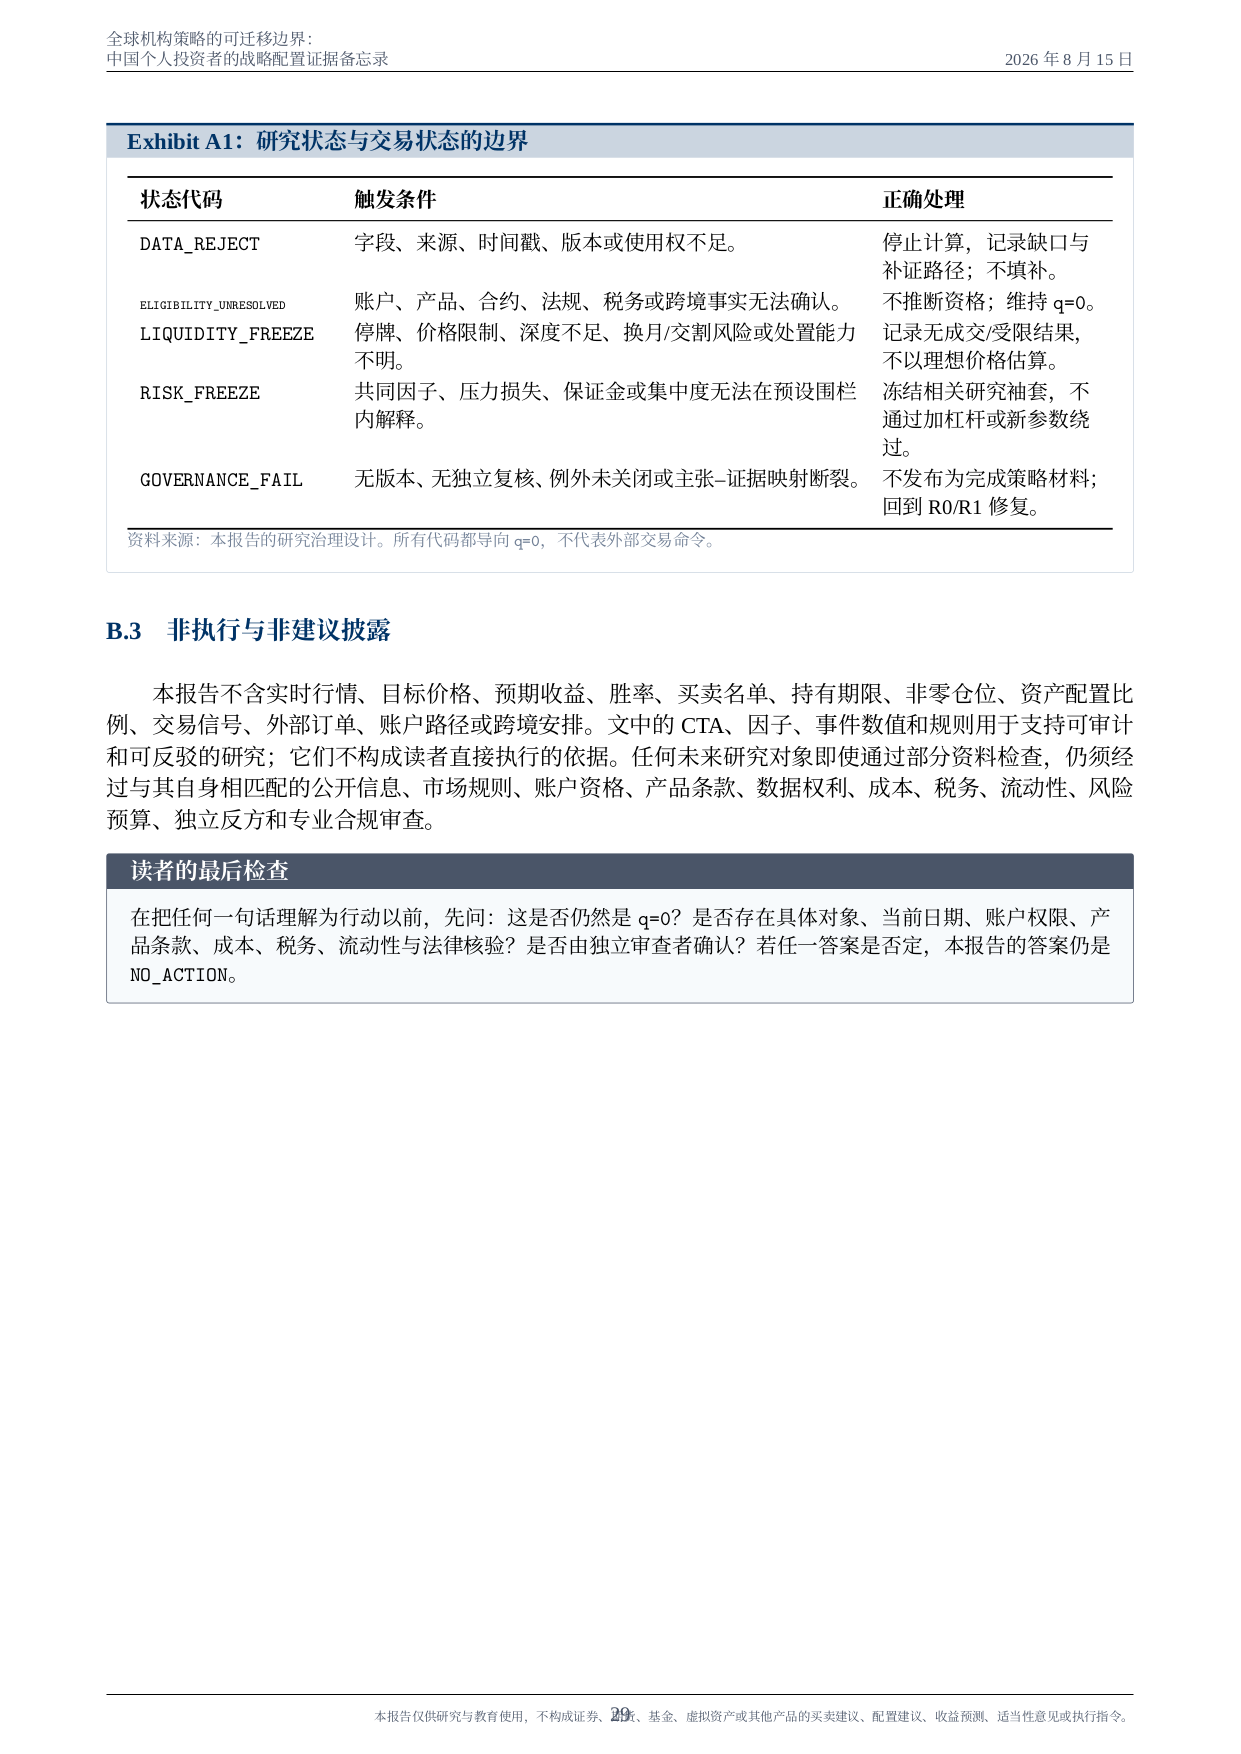 全球机构策略的可迁移边界：
中国个人投资者的战略配置证据备忘录
2026 年 8 月 15 日
Exhibit A1：研究状态与交易状态的边界
状态代码 触发条件 正确处理
DATA_REJECT 字段、来源、时间戳、版本或使用权不足。 停止计算，记录缺口与
补证路径；不填补。
ELIGIBILITY_UNRESOLVED 账户、产品、合约、法规、税务或跨境事实无法确认。 不推断资格；维持 q=0。
LIQUIDITY_FREEZE 停牌、价格限制、深度不足、换月/交割风险或处置能力 记录无成交/受限结果，
不明。 不以理想价格估算。
RISK_FREEZE 共同因子、压力损失、保证金或集中度无法在预设围栏 冻结相关研究袖套，不
内解释。 通过加杠杆或新参数绕
过。
GOVERNANCE_FAIL 无版本、无独立复核、例外未关闭或主张–证据映射断裂。 不发布为完成策略材料；
回到 R0/R1 修复。
资料来源：本报告的研究治理设计。所有代码都导向 q=0，不代表外部交易命令。
B.3 非执行与非建议披露
本报告不含实时行情、目标价格、预期收益、胜率、买卖名单、持有期限、非零仓位、资产配置比
例、交易信号、外部订单、账户路径或跨境安排。文中的 CTA、因子、事件数值和规则用于支持可审计
和可反驳的研究；它们不构成读者直接执行的依据。任何未来研究对象即使通过部分资料检查，仍须经
过与其自身相匹配的公开信息、市场规则、账户资格、产品条款、数据权利、成本、税务、流动性、风险
预算、独立反方和专业合规审查。
读者的最后检查
在把任何一句话理解为行动以前，先问：这是否仍然是 q=0？是否存在具体对象、当前日期、账户权限、产
品条款、成本、税务、流动性与法律核验？是否由独立审查者确认？若任一答案是否定，本报告的答案仍是
NO_ACTION。
本报告仅供研究与教育使用，不构成证券、、基金、虚拟资产或其他产品的买卖建议、配置建议、收益预测、适当性意见或执行指令。
29